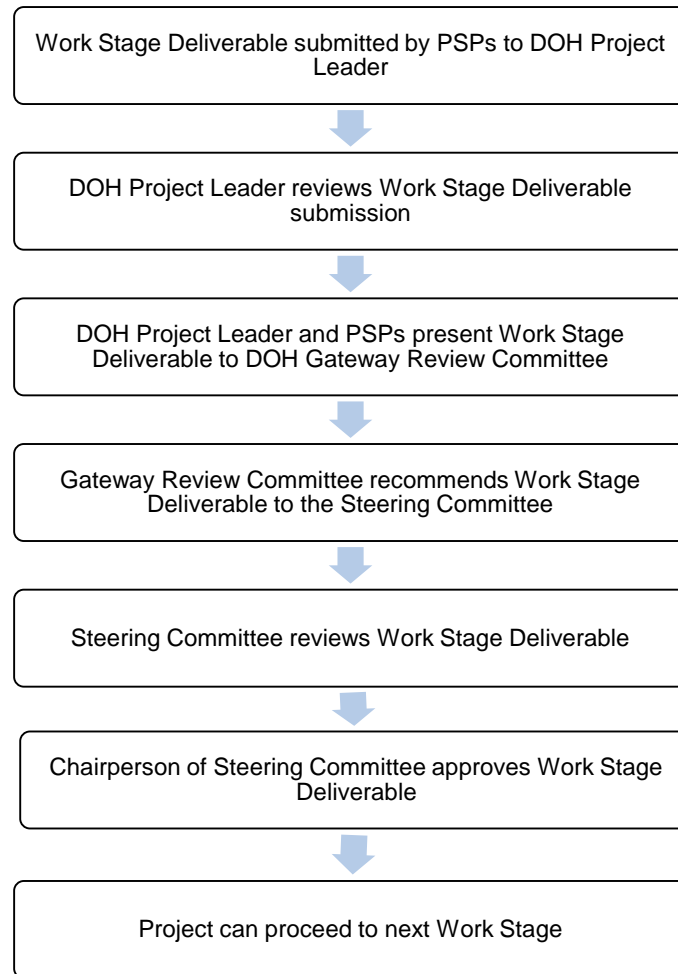 Work Stage Deliverable submitted by PSPs to DOH Project
Leader
DOH Project Leader reviews Work Stage Deliverable
submission
DOH Project Leader and PSPs present Work Stage
Deliverable to DOH Gateway Review Committee
Gateway Review Committee recommends Work Stage
Deliverable to the Steering Committee
Steering Committee reviews Work Stage Deliverable
Chairperson of Steering Committee approves Work Stage
Deliverable
Project can proceed to next Work Stage